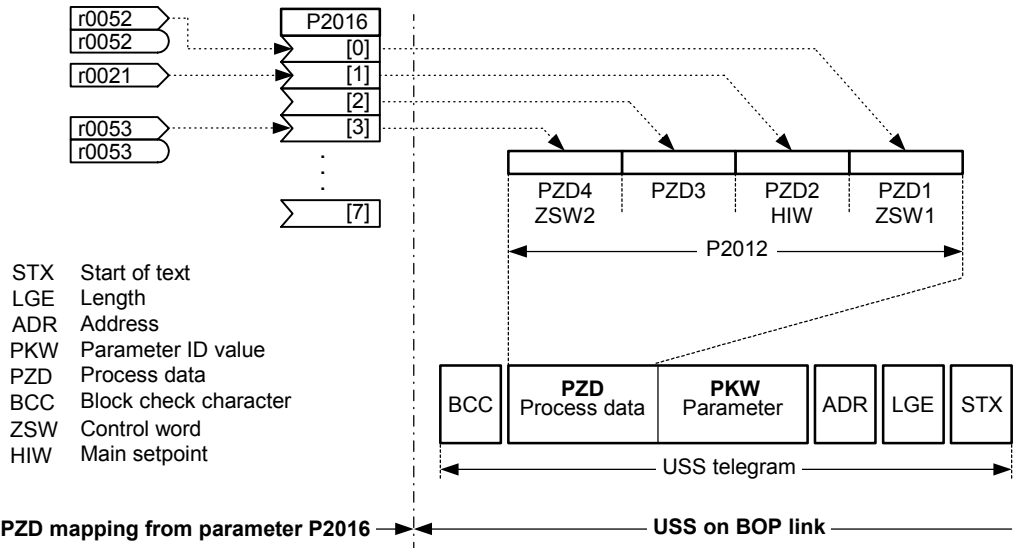 r0052
r0052
r0021
r0053
r0053
P2016
[0]
[1]
[2]
[3]
[7]
PZD4 PZD3 PZD2 PZD1
ZSW2 HIW ZSW1
P2012
STX Start of text
LGE Length
ADR Address
PKW Parameter ID value
PZD Process data
BCC Block check character
ZSW Control word
HIW Main setpoint
BCC PZD Process data PKW Parameter ADR LGE STX
USS telegram
PZD mapping from parameter P2016 USS on BOP link